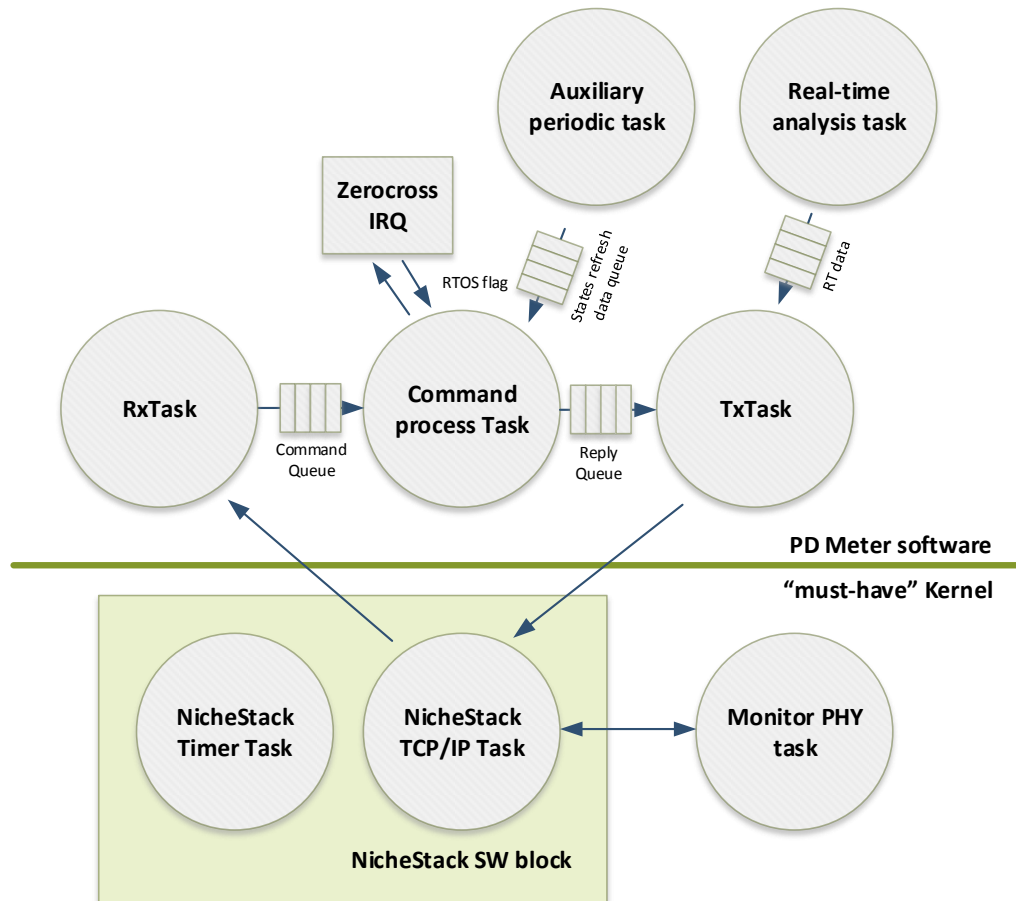 Auxiliary
periodic task
Real-time
analysis task
Zerocross
IRQ
RTOS flag
States refresh
data queue
RT data
RxTask
Command
Queue
Command
process Task
Reply
Queue
TxTask
PD Meter software
“must-have” Kernel
NicheStack
Timer Task
NicheStack
TCP/IP Task
Monitor PHY
task
NicheStack SW block